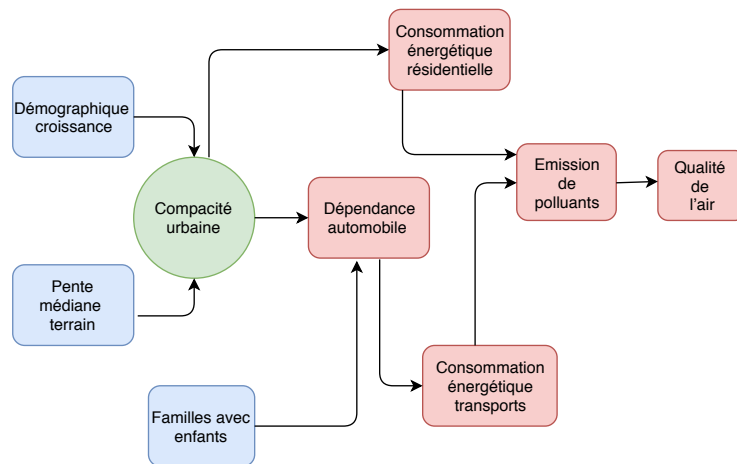 Consommation
énergétique
résidentielle
Démographique
croissance
Emission
de
polluants
Qualité
de
l'air
Compacité
urbaine
Dépendance
automobile
Pente
médiane
terrain
Consommation
énergétique
transports
Familles avec
enfants